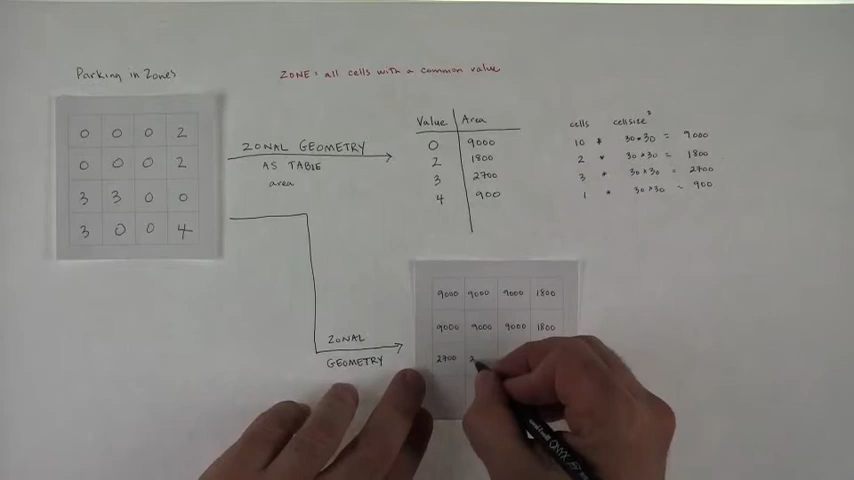 Parking in Zones
ZONE = all cells with a common value
0 0 0 2
0 0 0 2
3 3 0 0
3 0 0 4
ZONAL GEOMETRY
AS TABLE
area
Value Area
0 9000
2 1800
3 2700
4 900
cells cellsize²
10 * 30*30 = 9000
2 * 30*30 = 1800
3 * 30*30 = 2700
1 * 30*30 = 900
ZONAL
GEOMETRY
9000 9000 9000 1800
9000 9000 9000 1800
2700 2
ONYX